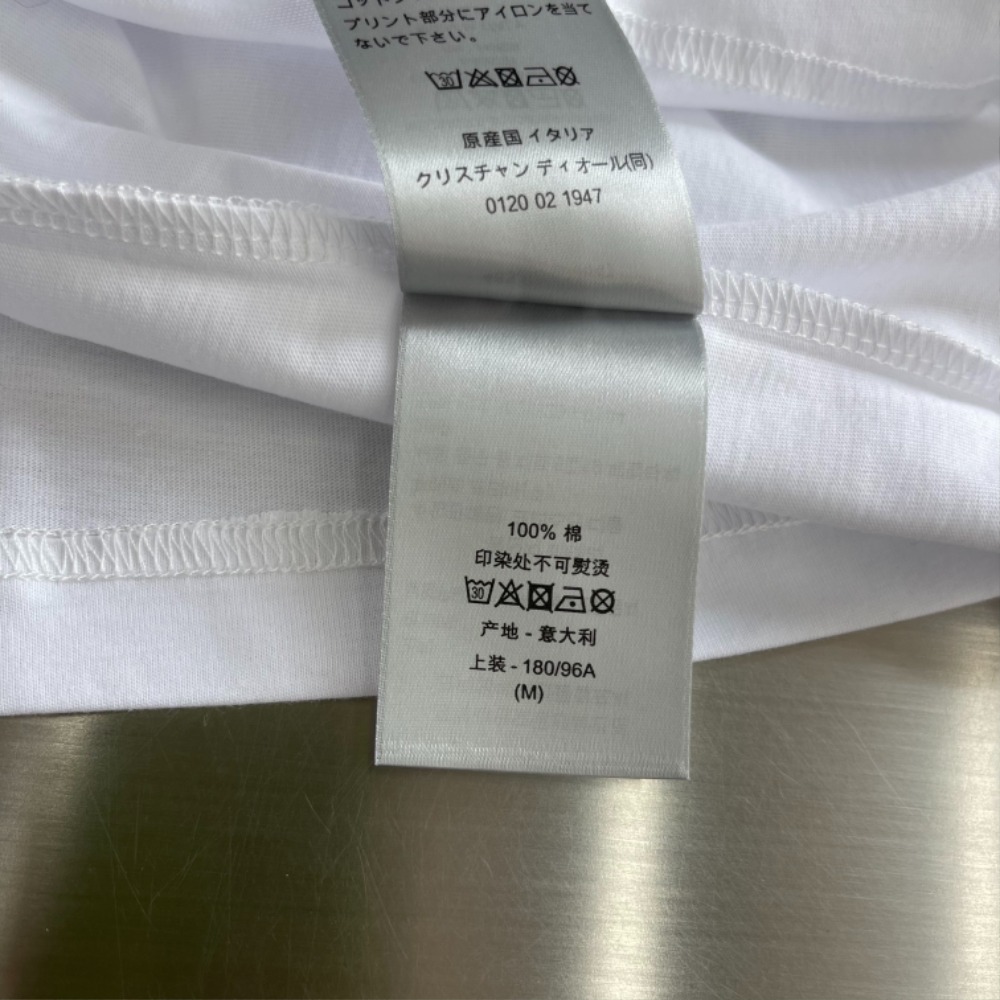 プリント部分にアイロンを当て
ないで下さい。
原産国 イタリア
クリスチャン ディオール(同)
0120 02 1947
100% 棉
印染处不可熨烫
30
产地 - 意大利
上装 - 180/96A
(M)